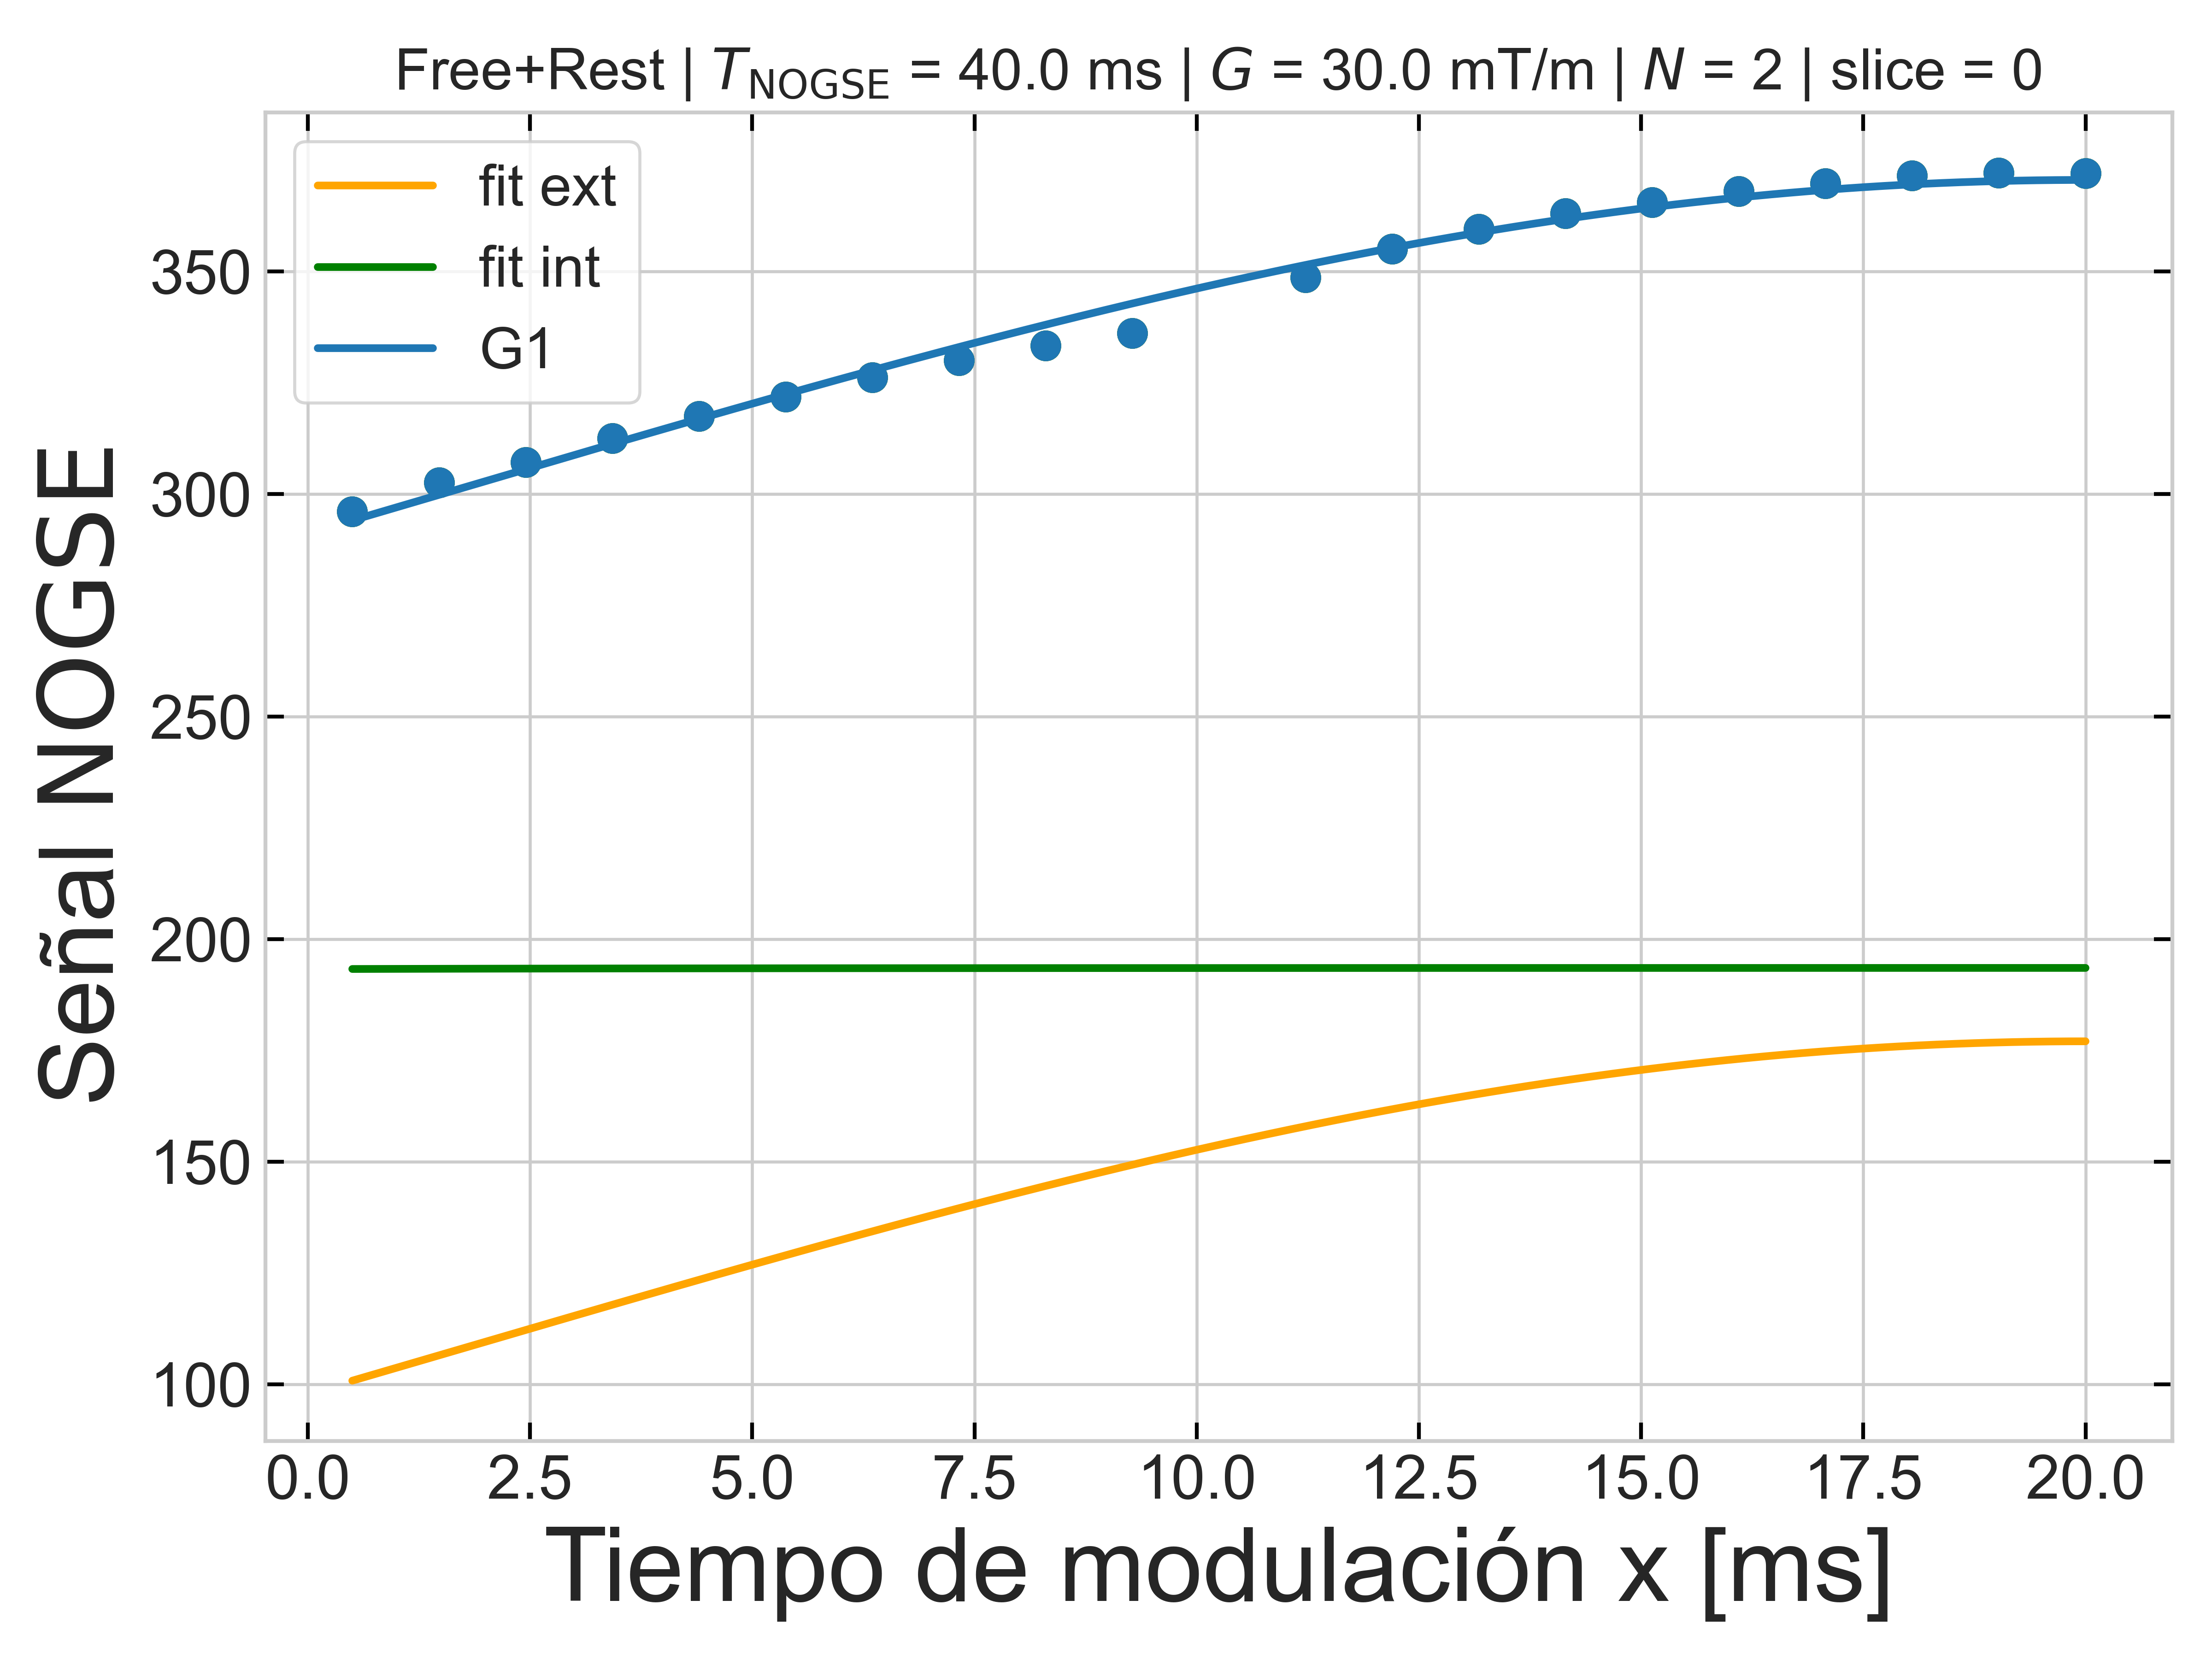 Free+Rest | T_NOGSE = 40.0 ms | G = 30.0 mT/m | N = 2 | slice = 0
fit ext
fit int
G1
Señal NOGSE
350
300
250
200
150
100
0.0 2.5 5.0 7.5 10.0 12.5 15.0 17.5 20.0
Tiempo de modulación x [ms]